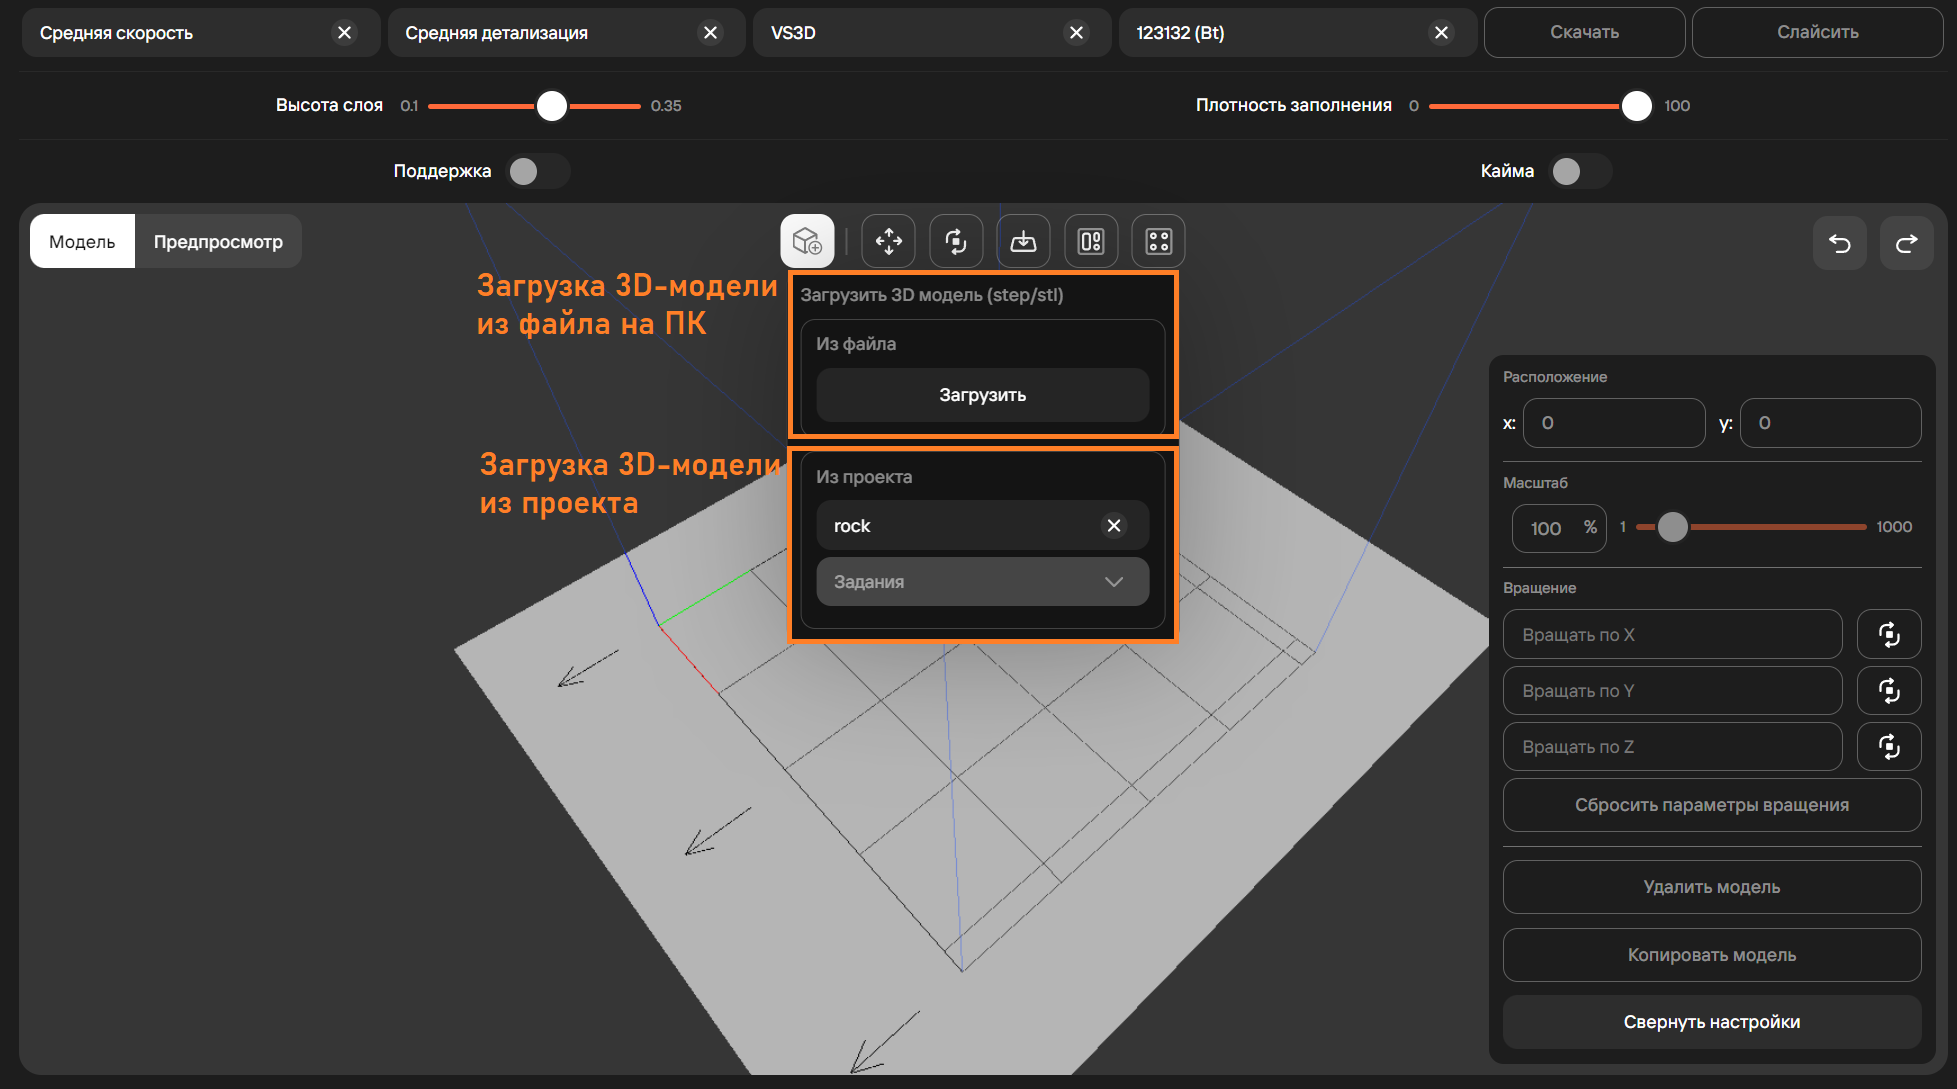 Средняя скорость
Средняя детализация
VS3D
123132 (Bt)
Скачать
Слайсить
Высота слоя 0.1 0.35
Плотность заполнения 0 100
Поддержка
Кайма
Модель
Предпросмотр
Загрузка 3D-модели
из файла на ПК
Загрузить 3D модель (step/stl)
Из файла
Загрузить
Загрузка 3D-модели
из проекта
Из проекта
rock
Задания
Расположение
x: 0 y: 0
Масштаб
100 % 1 1000
Вращение
Вращать по X
Вращать по Y
Вращать по Z
Сбросить параметры вращения
Удалить модель
Копировать модель
Свернуть настройки